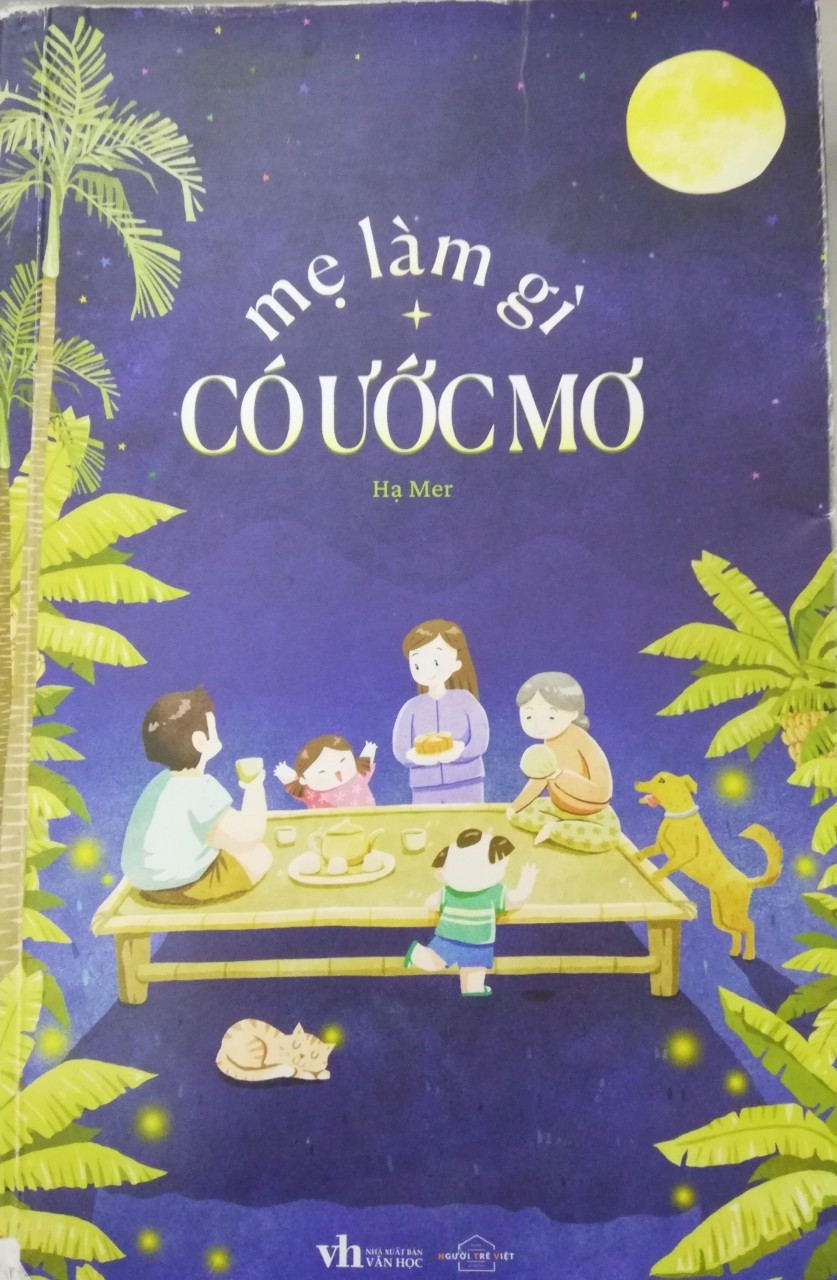 mẹ làm gì
CÓ ƯỚC MƠ
Hạ Mer
vh NHÀ XUẤT BẢN
VĂN HỌC
NGƯỜI TRẺ VIỆT